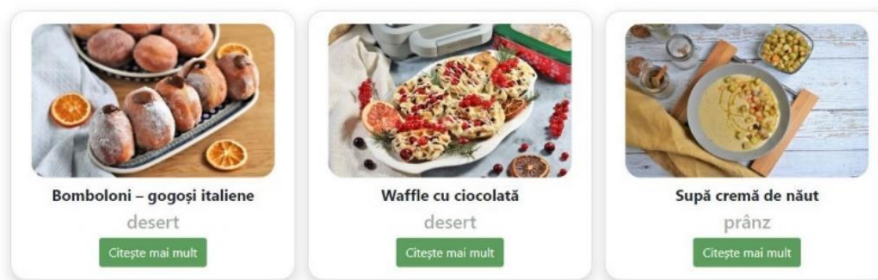 Bomboloni – gogoși italiene
desert
Citește mai mult
Waffle cu ciocolată
desert
Citește mai mult
Supă cremă de năut
prânz
Citește mai mult